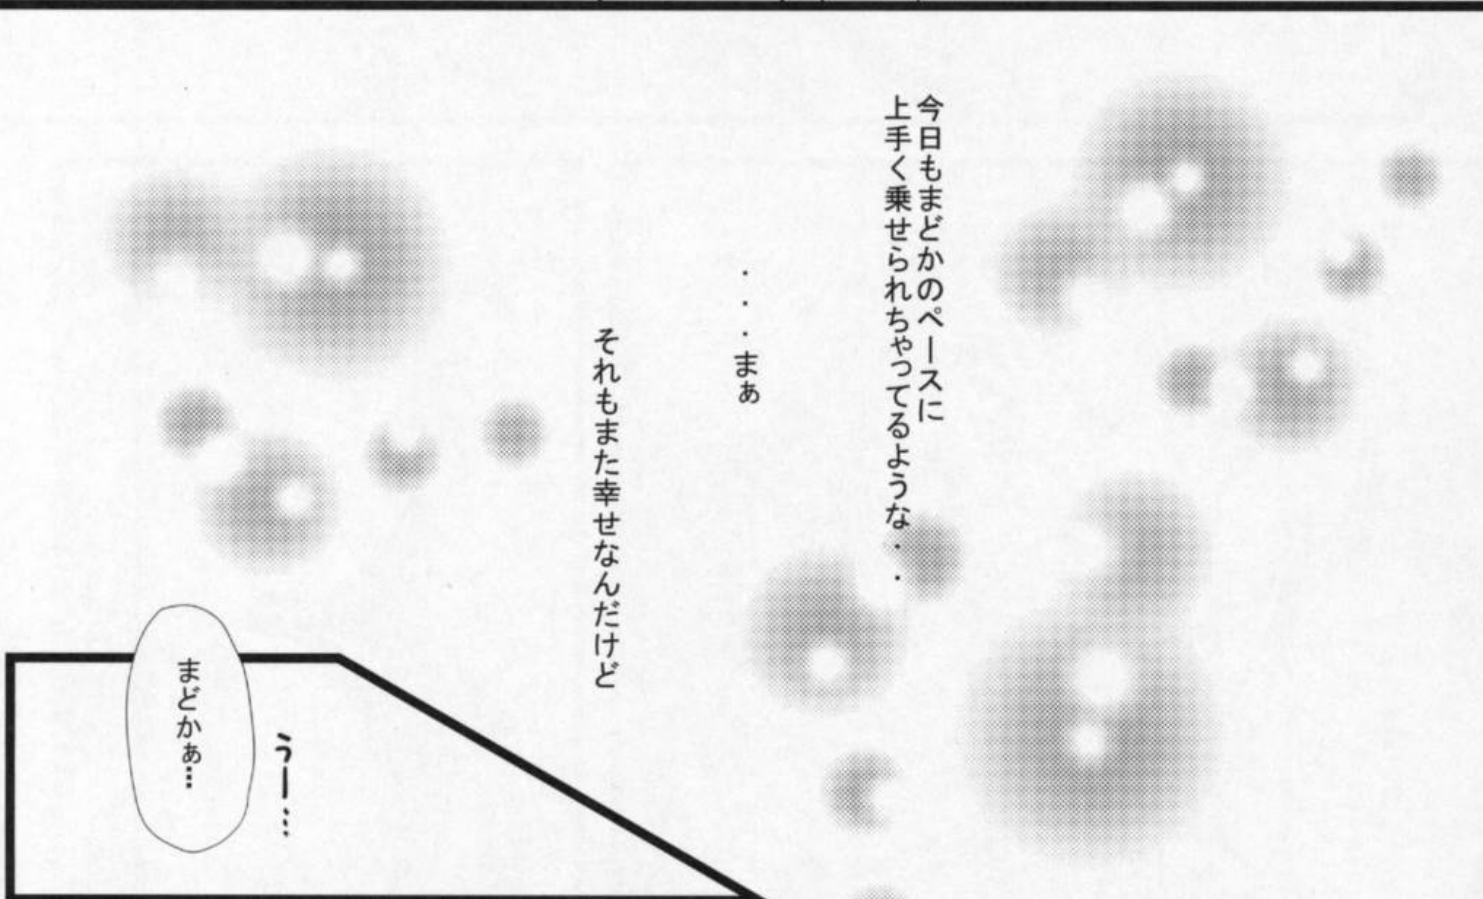 今日もまどかのペースに
上手く乗せられちゃってるような・・
・・・まぁ
それもまた幸せなんだけど
うー…
まどかぁ…